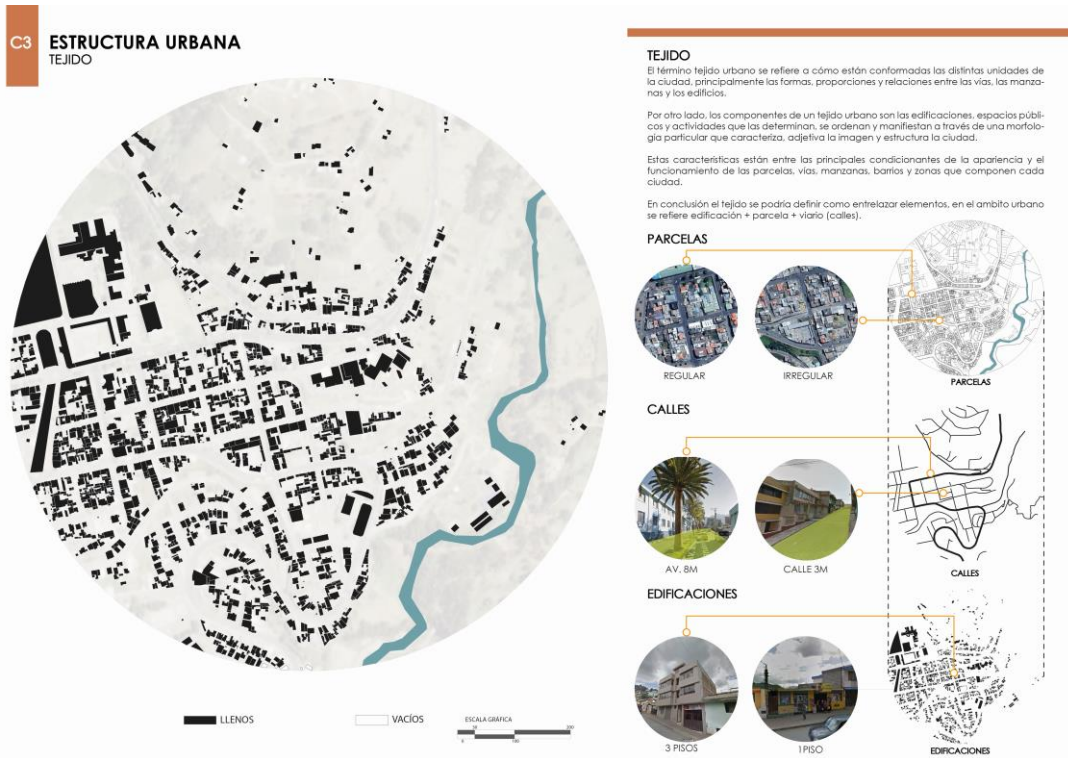 C3
ESTRUCTURA URBANA
TEJIDO
TEJIDO
El término tejido urbano se refiere a cómo están conformadas las distintas unidades de
la ciudad, principalmente las formas, proporciones y relaciones entre las vías, las manza-
nas y los edificios.
Por otro lado, los componentes de un tejido urbano son las edificaciones, espacios públi-
cos y actividades que las determinan, se ordenan y manifiestan a través de una morfolo-
gía particular que caracteriza, adjetiva la imagen y estructura la ciudad.
Estas características están entre las principales condicionantes de la apariencia y el
funcionamiento de las parcelas, vías, manzanas, barrios y zonas que componen cada
ciudad.
En conclusión el tejido se podría definir como entrelazar elementos, en el ambito urbano
se refiere edificación + parcela + viario (calles).
PARCELAS
REGULAR
IRREGULAR
PARCELAS
CALLES
AV. 8M
CALLE 3M
CALLES
EDIFICACIONES
3 PISOS
1PISO
EDIFICACIONES
LLENOS
VACÍOS
ESCALA GRÁFICA
50 200
0 100